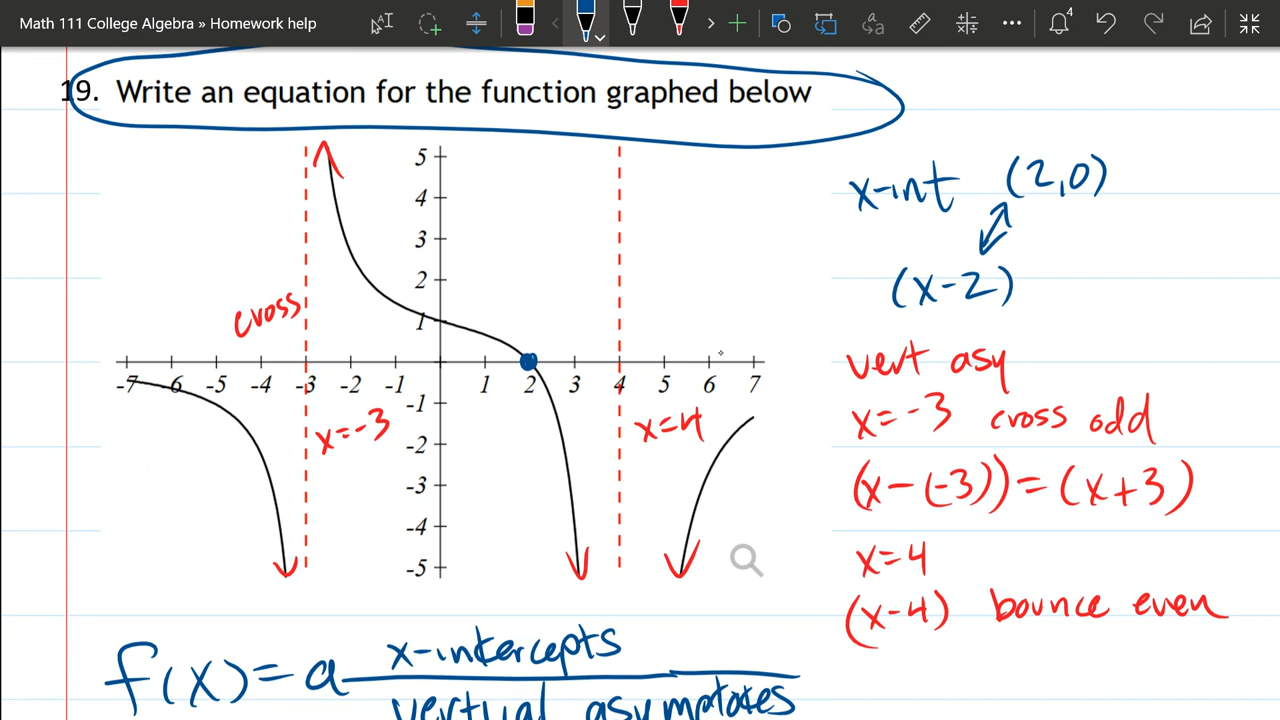 Math 111 College Algebra » Homework help
4
19. Write an equation for the function graphed below
5
4
3
2
1
-7 -6 -5 -4 -3 -2 -1 1 2 3 4 5 6 7
-1
-2
-3
-4
-5
cross
x=-3
x=4
x-int (2,0)
(x-2)
vert asy
x=-3 cross odd
(x-(-3))=(x+3)
x=4
(x-4) bounce even
f(x)=a x-intercepts
vertual asymptotes